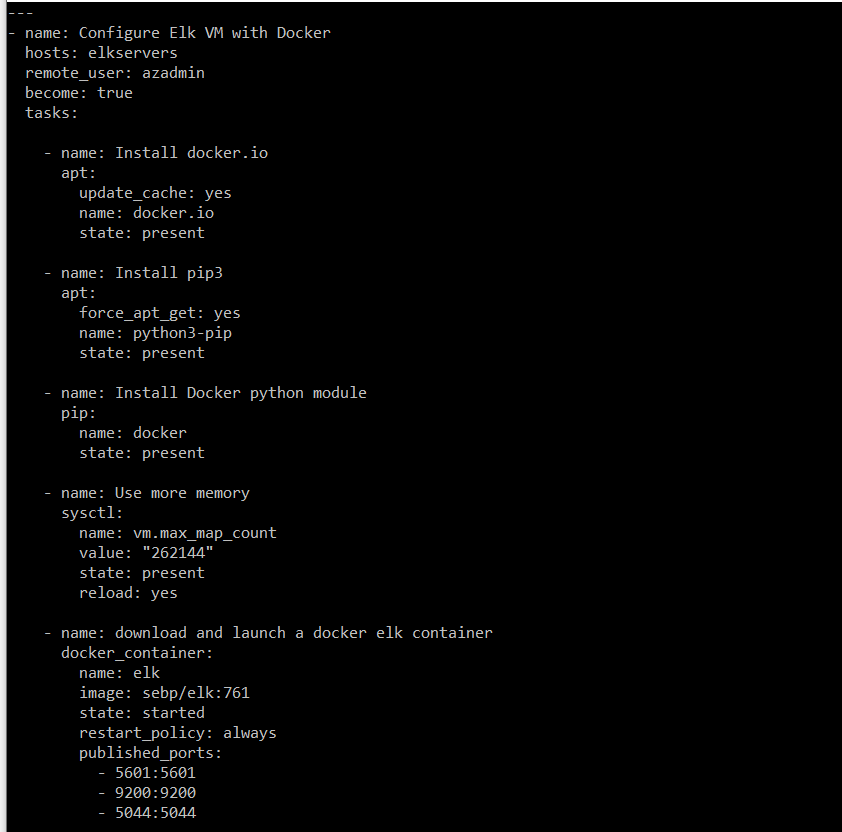 ---
- name: Configure Elk VM with Docker
  hosts: elkservers
  remote_user: azadmin
  become: true
  tasks:

    - name: Install docker.io
      apt:
        update_cache: yes
        name: docker.io
        state: present

    - name: Install pip3
      apt:
        force_apt_get: yes
        name: python3-pip
        state: present

    - name: Install Docker python module
      pip:
        name: docker
        state: present

    - name: Use more memory
      sysctl:
        name: vm.max_map_count
        value: "262144"
        state: present
        reload: yes

    - name: download and launch a docker elk container
      docker_container:
        name: elk
        image: sebp/elk:761
        state: started
        restart_policy: always
        published_ports:
          - 5601:5601
          - 9200:9200
          - 5044:5044